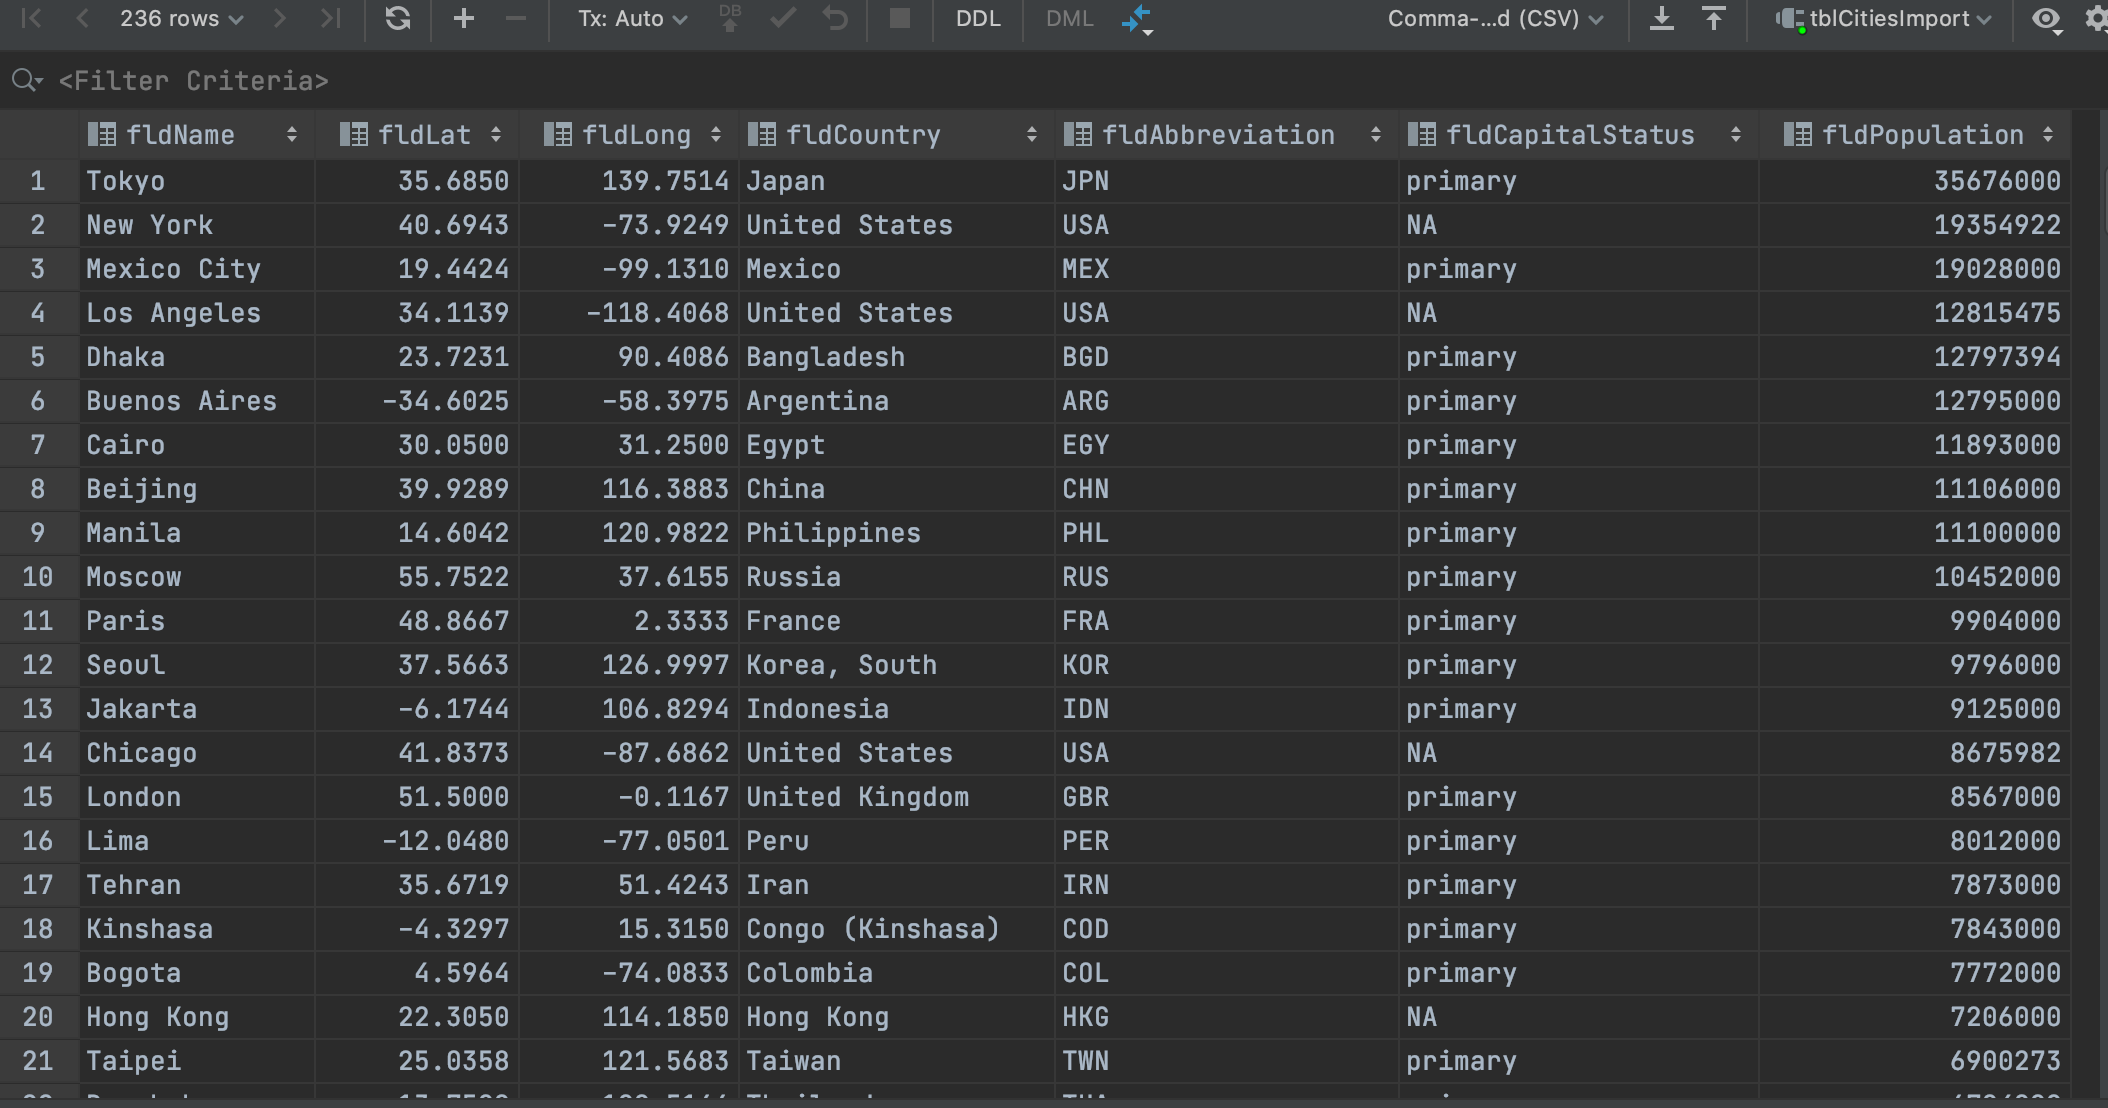 236 rows Tx: Auto DB DDL DML Comma-...d (CSV) tblCitiesImport
<Filter Criteria>
fldName fldLat fldLong fldCountry fldAbbreviation fldCapitalStatus fldPopulation
1 Tokyo 35.6850 139.7514 Japan JPN primary 35676000
2 New York 40.6943 -73.9249 United States USA NA 19354922
3 Mexico City 19.4424 -99.1310 Mexico MEX primary 19028000
4 Los Angeles 34.1139 -118.4068 United States USA NA 12815475
5 Dhaka 23.7231 90.4086 Bangladesh BGD primary 12797394
6 Buenos Aires -34.6025 -58.3975 Argentina ARG primary 12795000
7 Cairo 30.0500 31.2500 Egypt EGY primary 11893000
8 Beijing 39.9289 116.3883 China CHN primary 11106000
9 Manila 14.6042 120.9822 Philippines PHL primary 11100000
10 Moscow 55.7522 37.6155 Russia RUS primary 10452000
11 Paris 48.8667 2.3333 France FRA primary 9904000
12 Seoul 37.5663 126.9997 Korea, South KOR primary 9796000
13 Jakarta -6.1744 106.8294 Indonesia IDN primary 9125000
14 Chicago 41.8373 -87.6862 United States USA NA 8675982
15 London 51.5000 -0.1167 United Kingdom GBR primary 8567000
16 Lima -12.0480 -77.0501 Peru PER primary 8012000
17 Tehran 35.6719 51.4243 Iran IRN primary 7873000
18 Kinshasa -4.3297 15.3150 Congo (Kinshasa) COD primary 7843000
19 Bogota 4.5964 -74.0833 Colombia COL primary 7772000
20 Hong Kong 22.3050 114.1850 Hong Kong HKG NA 7206000
21 Taipei 25.0358 121.5683 Taiwan TWN primary 6900273